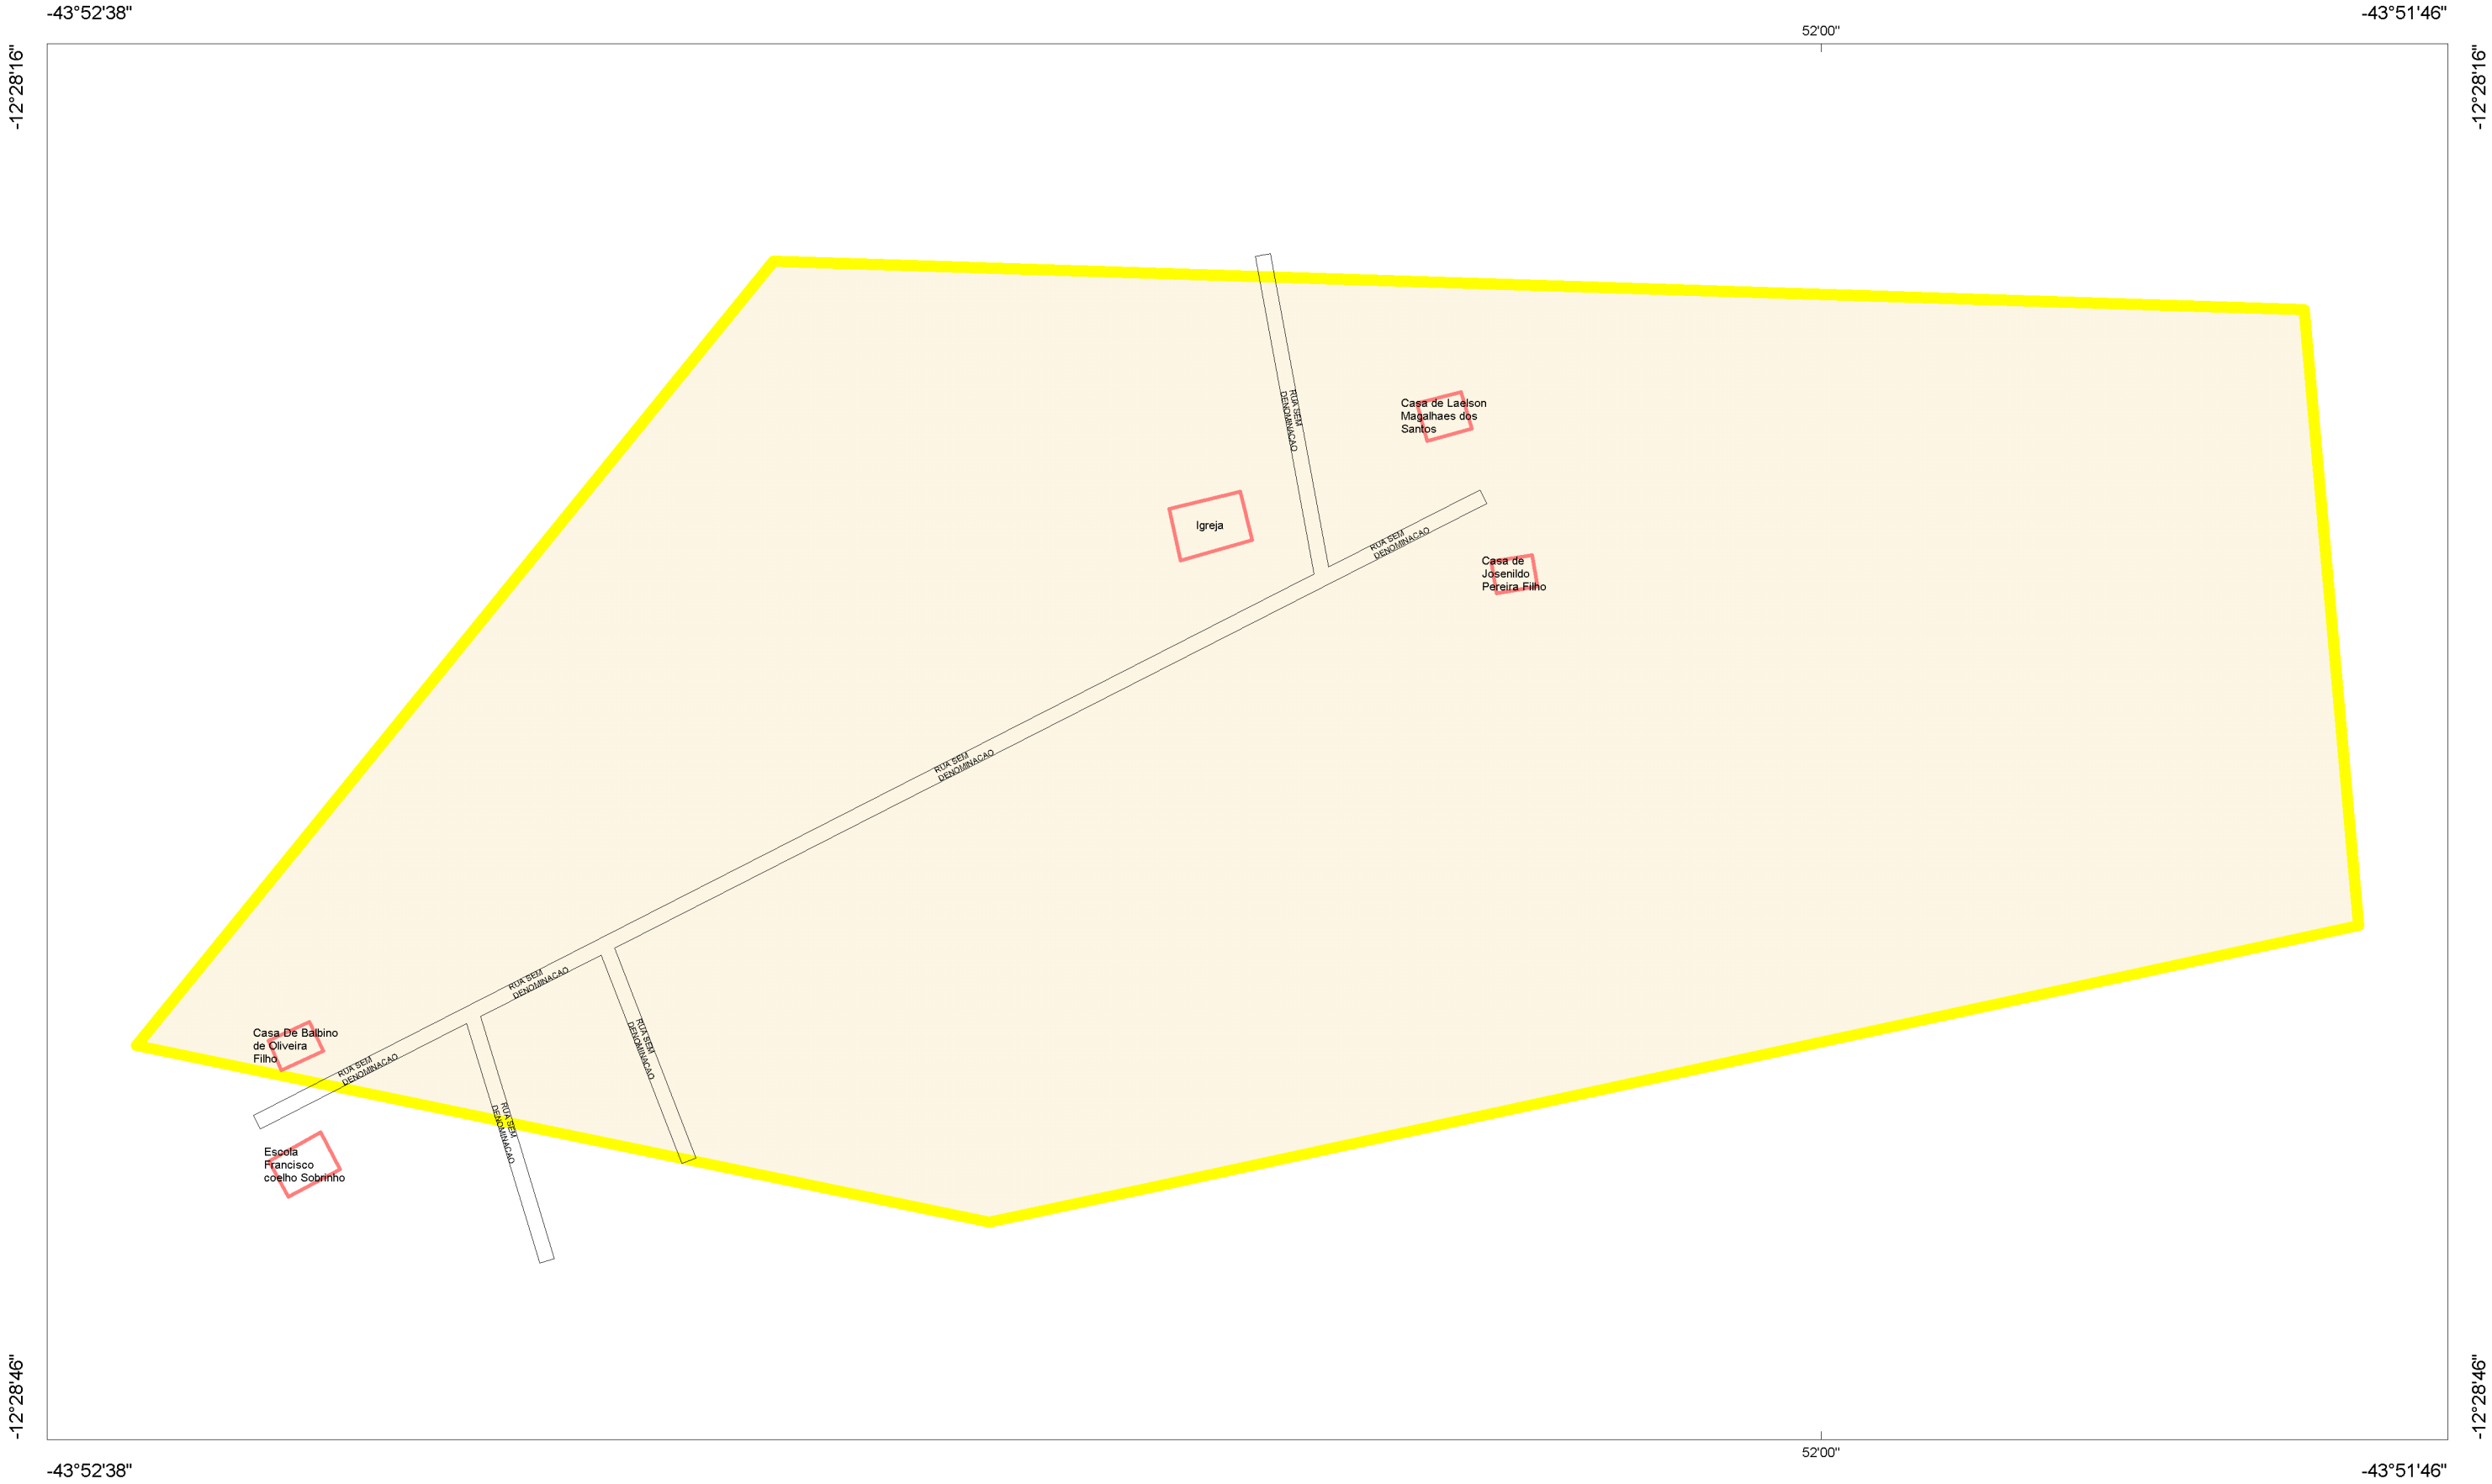 -43°52'38"
-43°51'46"
52'00"
-12°28'16"
-12°28'16"
RUA SEM
DENOMINACAO
Casa de Laelson
Magalhaes dos
Santos
Igreja
RUA SEM
DENOMINACAO
Casa de
Josenildo
Pereira Filho
RUA SEM
DENOMINACAO
RUA SEM
DENOMINACAO
Casa De Balbino
de Oliveira
Filho
RUA SEM
DENOMINACAO
RUA SEM
DENOMINACAO
RUA SEM
DENOMINACAO
Escola
Francisco
coelho Sobrinho
-12°28'46"
-12°28'46"
52'00"
-43°52'38"
-43°51'46"